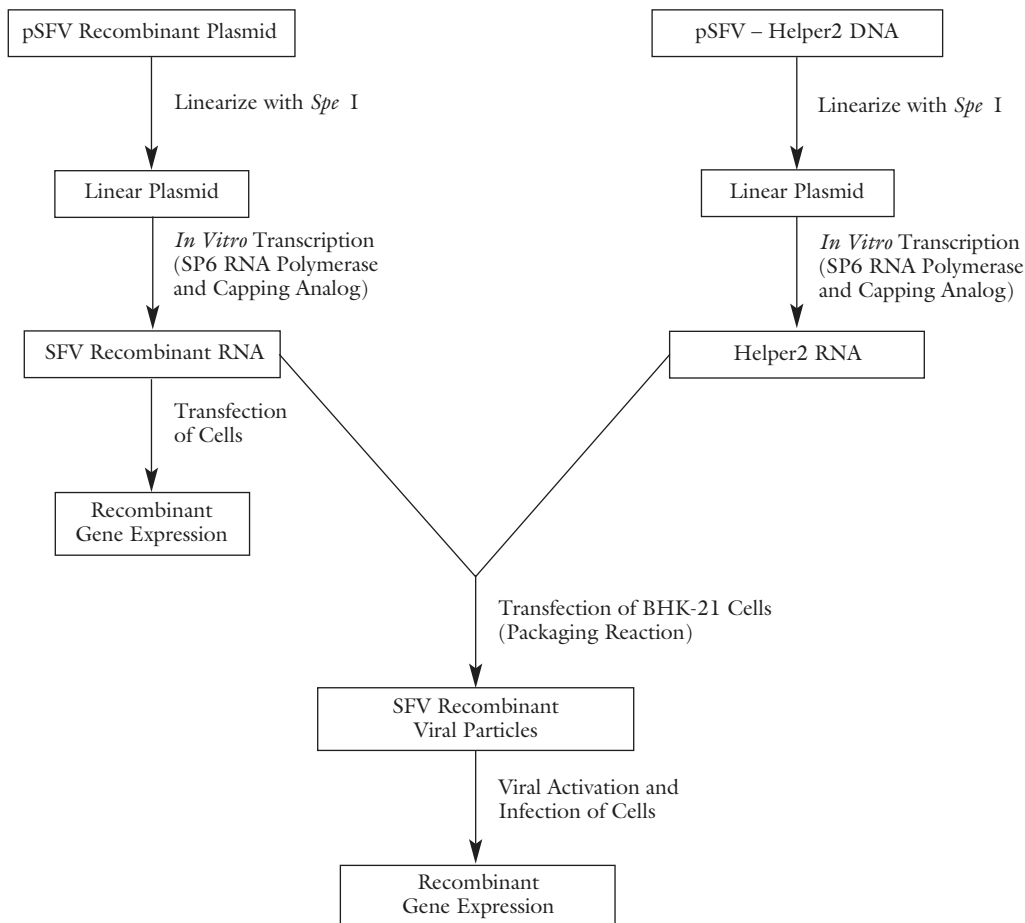 pSFV Recombinant Plasmid
pSFV – Helper2 DNA
Linearize with Spe I
Linearize with Spe I
Linear Plasmid
Linear Plasmid
In Vitro Transcription
(SP6 RNA Polymerase
and Capping Analog)
In Vitro Transcription
(SP6 RNA Polymerase
and Capping Analog)
SFV Recombinant RNA
Helper2 RNA
Transfection
of Cells
Recombinant
Gene Expression
Transfection of BHK-21 Cells
(Packaging Reaction)
SFV Recombinant
Viral Particles
Viral Activation and
Infection of Cells
Recombinant
Gene Expression